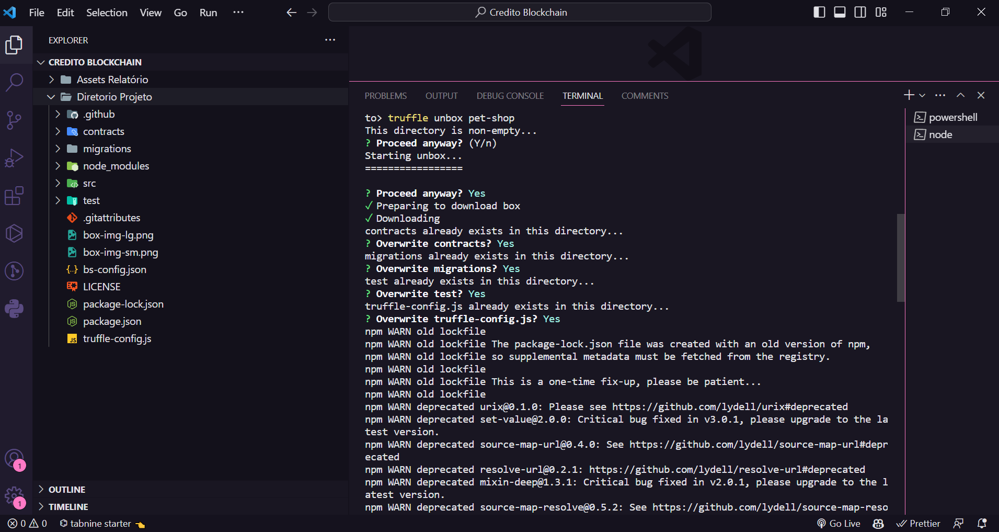 File Edit Selection View Go Run ···
Credito Blockchain
EXPLORER
CREDITO BLOCKCHAIN
Assets Relatório
Diretorio Projeto
.github
contracts
migrations
node_modules
src
test
.gitattributes
box-img-lg.png
box-img-sm.png
bs-config.json
LICENSE
package-lock.json
package.json
truffle-config.js
OUTLINE
TIMELINE
1
1
PROBLEMS OUTPUT DEBUG CONSOLE TERMINAL COMMENTS
to> truffle unbox pet-shop
This directory is non-empty...
? Proceed anyway? (Y/n)
Starting unbox...
=================
? Proceed anyway? Yes
✓ Preparing to download box
✓ Downloading
contracts already exists in this directory...
? Overwrite contracts? Yes
migrations already exists in this directory...
? Overwrite migrations? Yes
test already exists in this directory...
? Overwrite test? Yes
truffle-config.js already exists in this directory...
? Overwrite truffle-config.js? Yes
npm WARN old lockfile
npm WARN old lockfile The package-lock.json file was created with an old version of npm,
npm WARN old lockfile so supplemental metadata must be fetched from the registry.
npm WARN old lockfile
npm WARN old lockfile This is a one-time fix-up, please be patient...
npm WARN old lockfile
npm WARN deprecated urix@0.1.0: Please see https://github.com/lydell/urix#deprecated
npm WARN deprecated set-value@2.0.0: Critical bug fixed in v3.0.1, please upgrade to the la
test version.
npm WARN deprecated source-map-url@0.4.0: See https://github.com/lydell/source-map-url#depr
ecated
npm WARN deprecated resolve-url@0.2.1: https://github.com/lydell/resolve-url#deprecated
npm WARN deprecated mixin-deep@1.3.1: Critical bug fixed in v2.0.1, please upgrade to the l
atest version.
npm WARN deprecated source-map-resolve@0.5.2: See https://github.com/lydell/source-map-reso
powershell
node
0 0 tabnine starter
Go Live Prettier